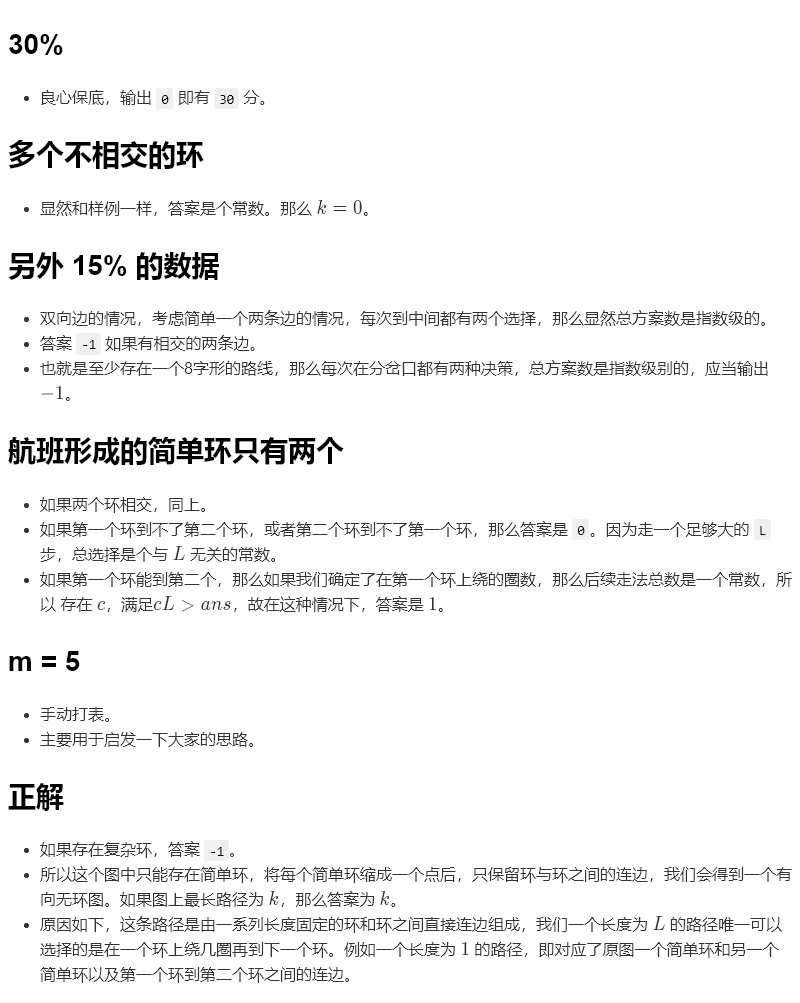 30%
良心保底，输出 0 即有 30 分。
多个不相交的环
显然和样例一样，答案是个常数。那么 k = 0。
另外 15% 的数据
双向边的情况，考虑简单一个两条边的情况，每次到中间都有两个选择，那么显然总方案数是指数级的。
答案 -1 如果有相交的两条边。
也就是至少存在一个8字形的路线，那么每次在分岔口都有两种决策，总方案数是指数级别的，应当输出
−1。
航班形成的简单环只有两个
如果两个环相交，同上。
如果第一个环到不了第二个环，或者第二个环到不了第一个环，那么答案是 0。因为走一个足够大的 L
步，总选择是个与 L 无关的常数。
如果第一个环能到第二个，那么如果我们确定了在第一个环上绕的圈数，那么后续走法总数是一个常数，所
以 存在 c，满足cL > ans，故在这种情况下，答案是 1。
m = 5
手动打表。
主要用于启发一下大家的思路。
正解
如果存在复杂环，答案 -1。
所以这个图中只能存在简单环，将每个简单环缩成一个点后，只保留环与环之间的连边，我们会得到一个有
向无环图。如果图上最长路径为 k，那么答案为 k。
原因如下，这条路径是由一系列长度固定的环和环之间直接连边组成，我们一个长度为 L 的路径唯一可以
选择的是在一个环上绕几圈再到下一个环。例如一个长度为 1 的路径，即对应了原图一个简单环和另一个
简单环以及第一个环到第二个环之间的连边。